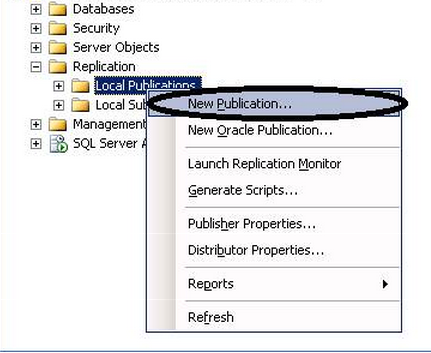 Databases
Security
Server Objects
Replication
Local Publications
Local Sub
Management
SQL Server A
New Publication...
New Oracle Publication...
Launch Replication Monitor
Generate Scripts...
Publisher Properties...
Distributor Properties...
Reports
Refresh